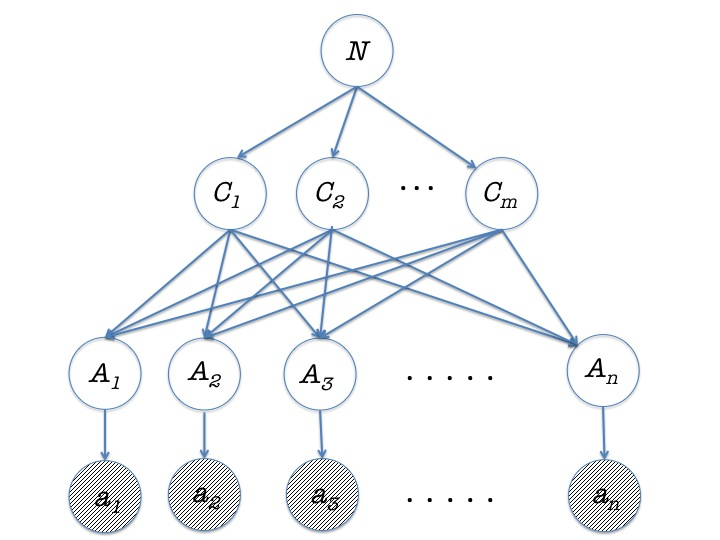 N
C1 C2 ... Cm
A1 A2 A3 ..... An
a1 a2 a3 ..... an